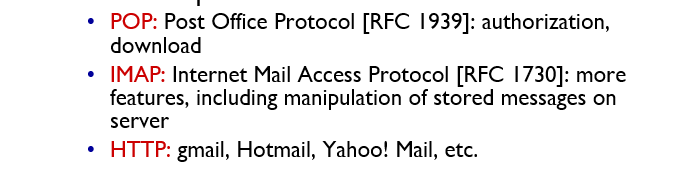 • POP: Post Office Protocol [RFC 1939]: authorization,
download
• IMAP: Internet Mail Access Protocol [RFC 1730]: more
features, including manipulation of stored messages on
server
• HTTP: gmail, Hotmail, Yahoo! Mail, etc.